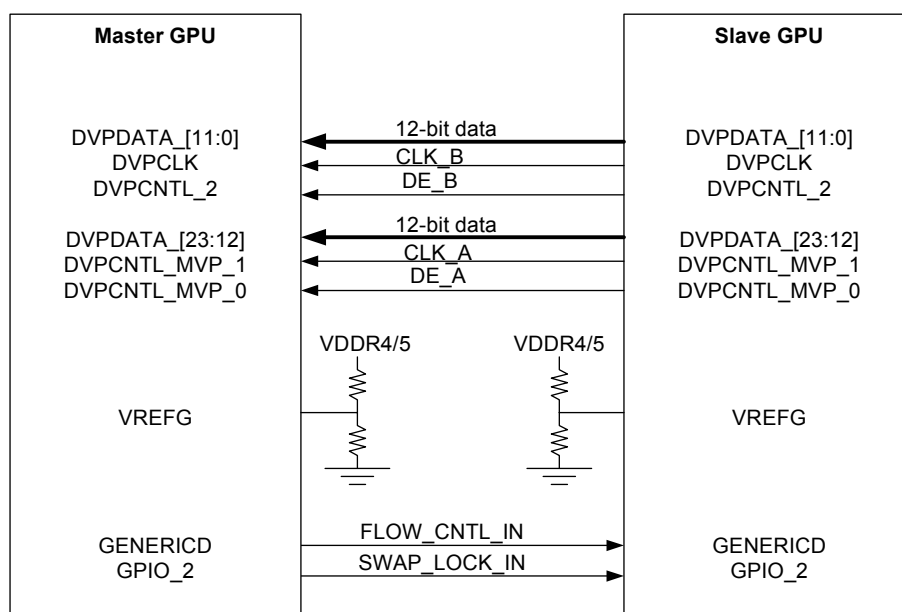 Master GPU
Slave GPU
DVPDATA_[11:0]
12-bit data
DVPDATA_[11:0]
DVPCLK
CLK_B
DVPCLK
DVPCNTL_2
DE_B
DVPCNTL_2
DVPDATA_[23:12]
12-bit data
DVPDATA_[23:12]
DVPCNTL_MVP_1
CLK_A
DVPCNTL_MVP_1
DVPCNTL_MVP_0
DE_A
DVPCNTL_MVP_0
VDDR4/5
VDDR4/5
VREFG
VREFG
GENERICD
FLOW_CNTL_IN
GENERICD
GPIO_2
SWAP_LOCK_IN
GPIO_2